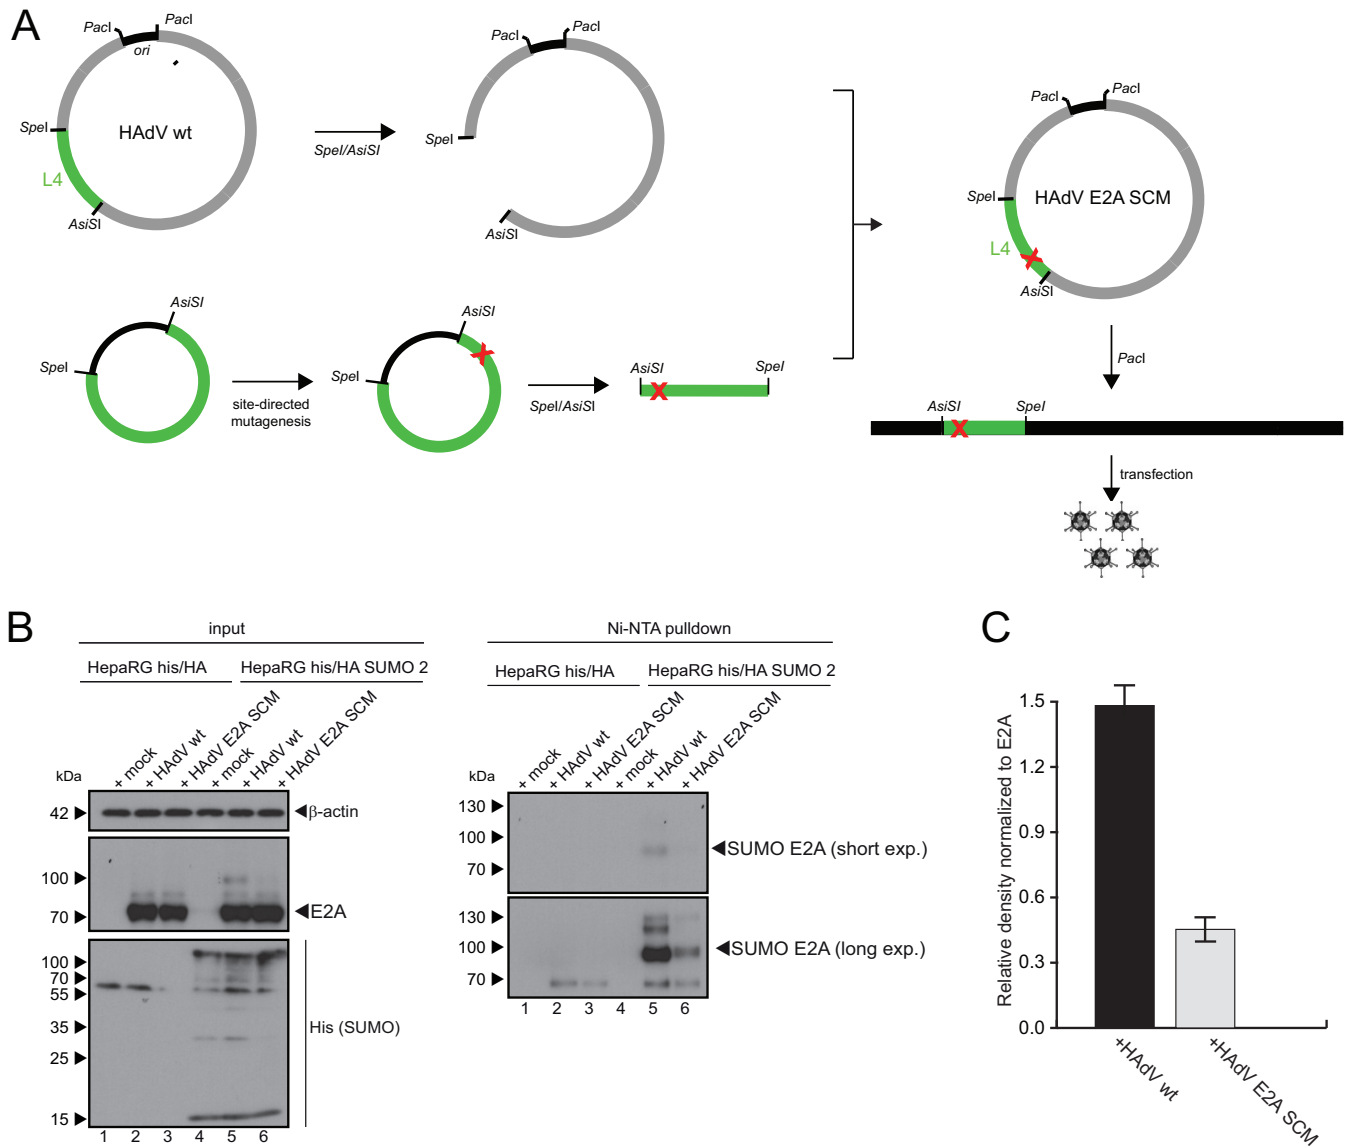 A
PacI
PacI
ori
SpeI
HAdV wt
L4
AsiSI
SpeI/AsiSI
PacI
PacI
SpeI
AsiSI
PacI
PacI
SpeI
HAdV E2A SCM
L4
AsiSI
AsiSI
SpeI
site-directed
mutagenesis
AsiSI
SpeI
SpeI/AsiSI
AsiSI
SpeI
PacI
AsiSI
SpeI
transfection
B
input
HepaRG his/HA
HepaRG his/HA SUMO 2
+ mock
+ HAdV wt
+ HAdV E2A SCM
+ mock
+ HAdV wt
+ HAdV E2A SCM
kDa
42
β-actin
100
70
E2A
100
70
55
35
25
15
His (SUMO)
1 2 3 4 5 6
Ni-NTA pulldown
HepaRG his/HA
HepaRG his/HA SUMO 2
+ mock
+ HAdV wt
+ HAdV E2A SCM
+ mock
+ HAdV wt
+ HAdV E2A SCM
kDa
130
100
70
SUMO E2A (short exp.)
130
100
70
SUMO E2A (long exp.)
1 2 3 4 5 6
C
Relative density normalized to E2A
1.5
1.2
0.9
0.6
0.3
0.0
+HAdV wt
+HAdV E2A SCM